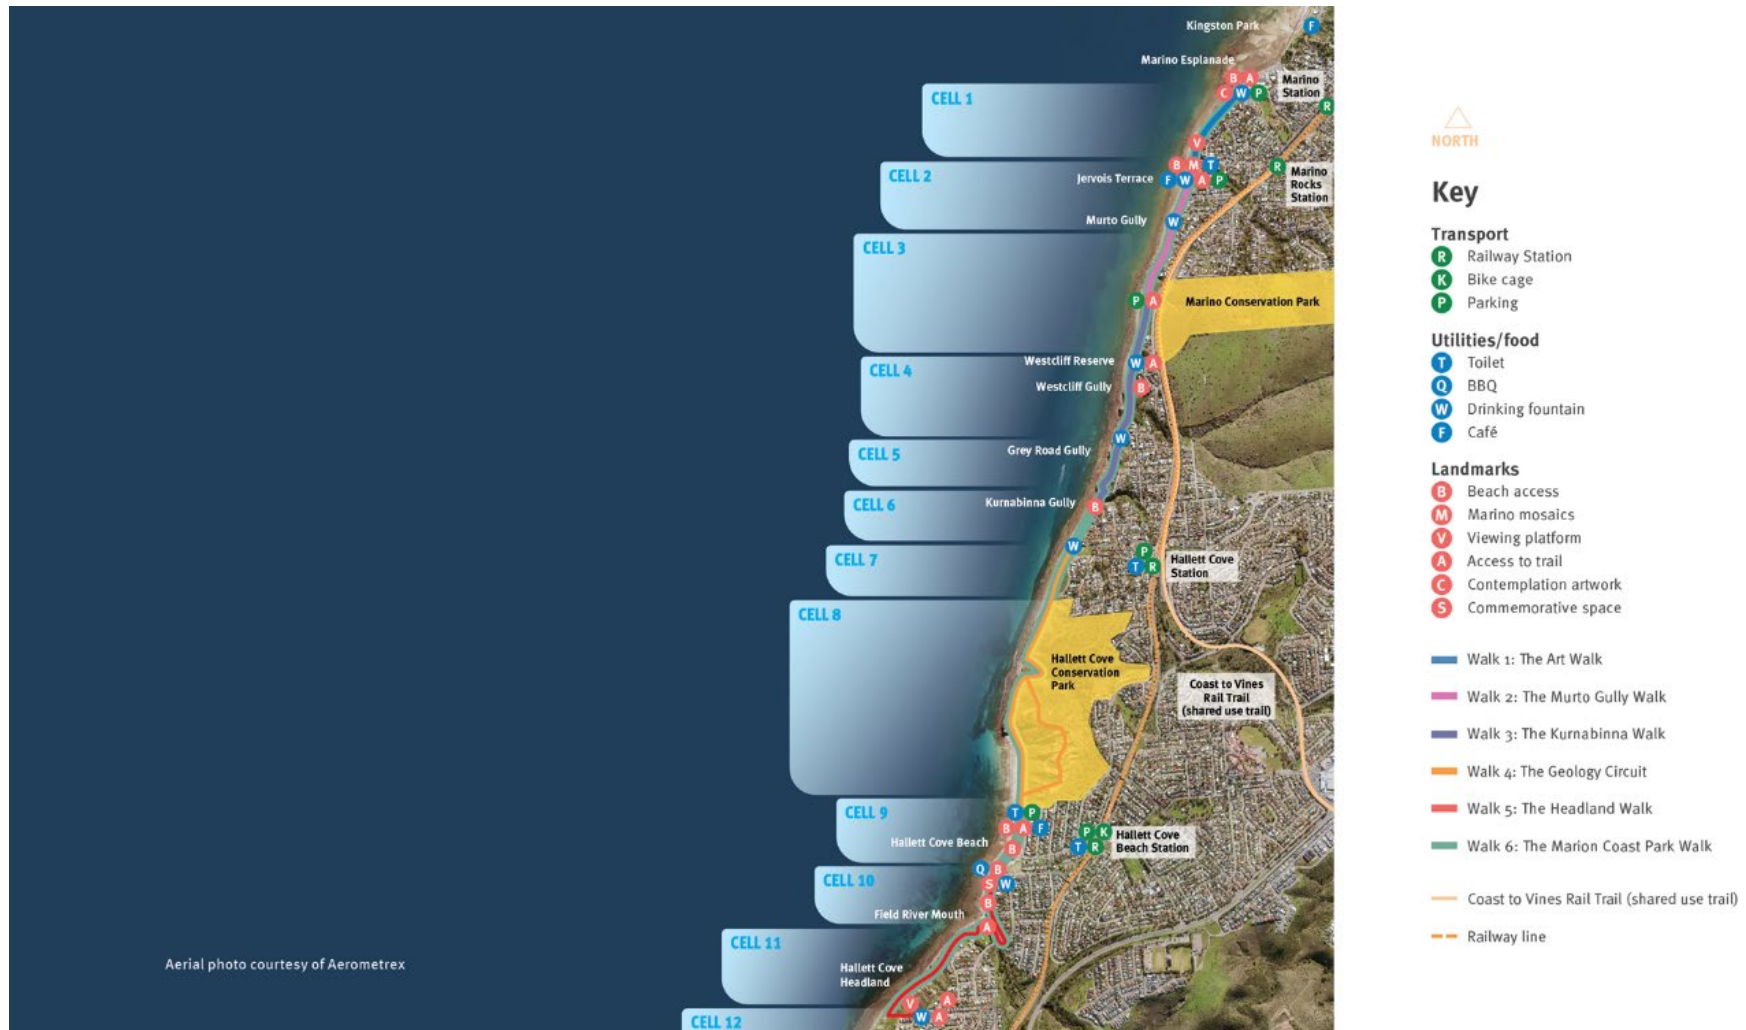 Kingston Park
F
Marino Esplanade
B A
C W P
Marino
Station
R
CELL 1
V
CELL 2
B M T
Jervois Terrace
F W A P
R
Marino
Rocks
Station
Murto Gully
W
CELL 3
P A
Marino Conservation Park
CELL 4
Westcliff Reserve
W A
Westcliff Gully
B
W
CELL 5
Grey Road Gully
CELL 6
Kurnabinna Gully
B
W
CELL 7
P
T R
Hallett Cove
Station
CELL 8
Hallett Cove
Conservation
Park
Coast to Vines
Rail Trail
(shared use trail)
CELL 9
T P
B A F
Hallett Cove Beach
B
P K
T R
Hallett Cove
Beach Station
Q B
CELL 10
S W
B
Field River Mouth
A
CELL 11
Hallett Cove
Headland
V A
W A
CELL 12
Aerial photo courtesy of Aerometrex
NORTH
Key
Transport
R Railway Station
K Bike cage
P Parking
Utilities/food
T Toilet
Q BBQ
W Drinking fountain
F Café
Landmarks
B Beach access
M Marino mosaics
V Viewing platform
A Access to trail
C Contemplation artwork
S Commemorative space
Walk 1: The Art Walk
Walk 2: The Murto Gully Walk
Walk 3: The Kurnabinna Walk
Walk 4: The Geology Circuit
Walk 5: The Headland Walk
Walk 6: The Marion Coast Park Walk
Coast to Vines Rail Trail (shared use trail)
Railway line